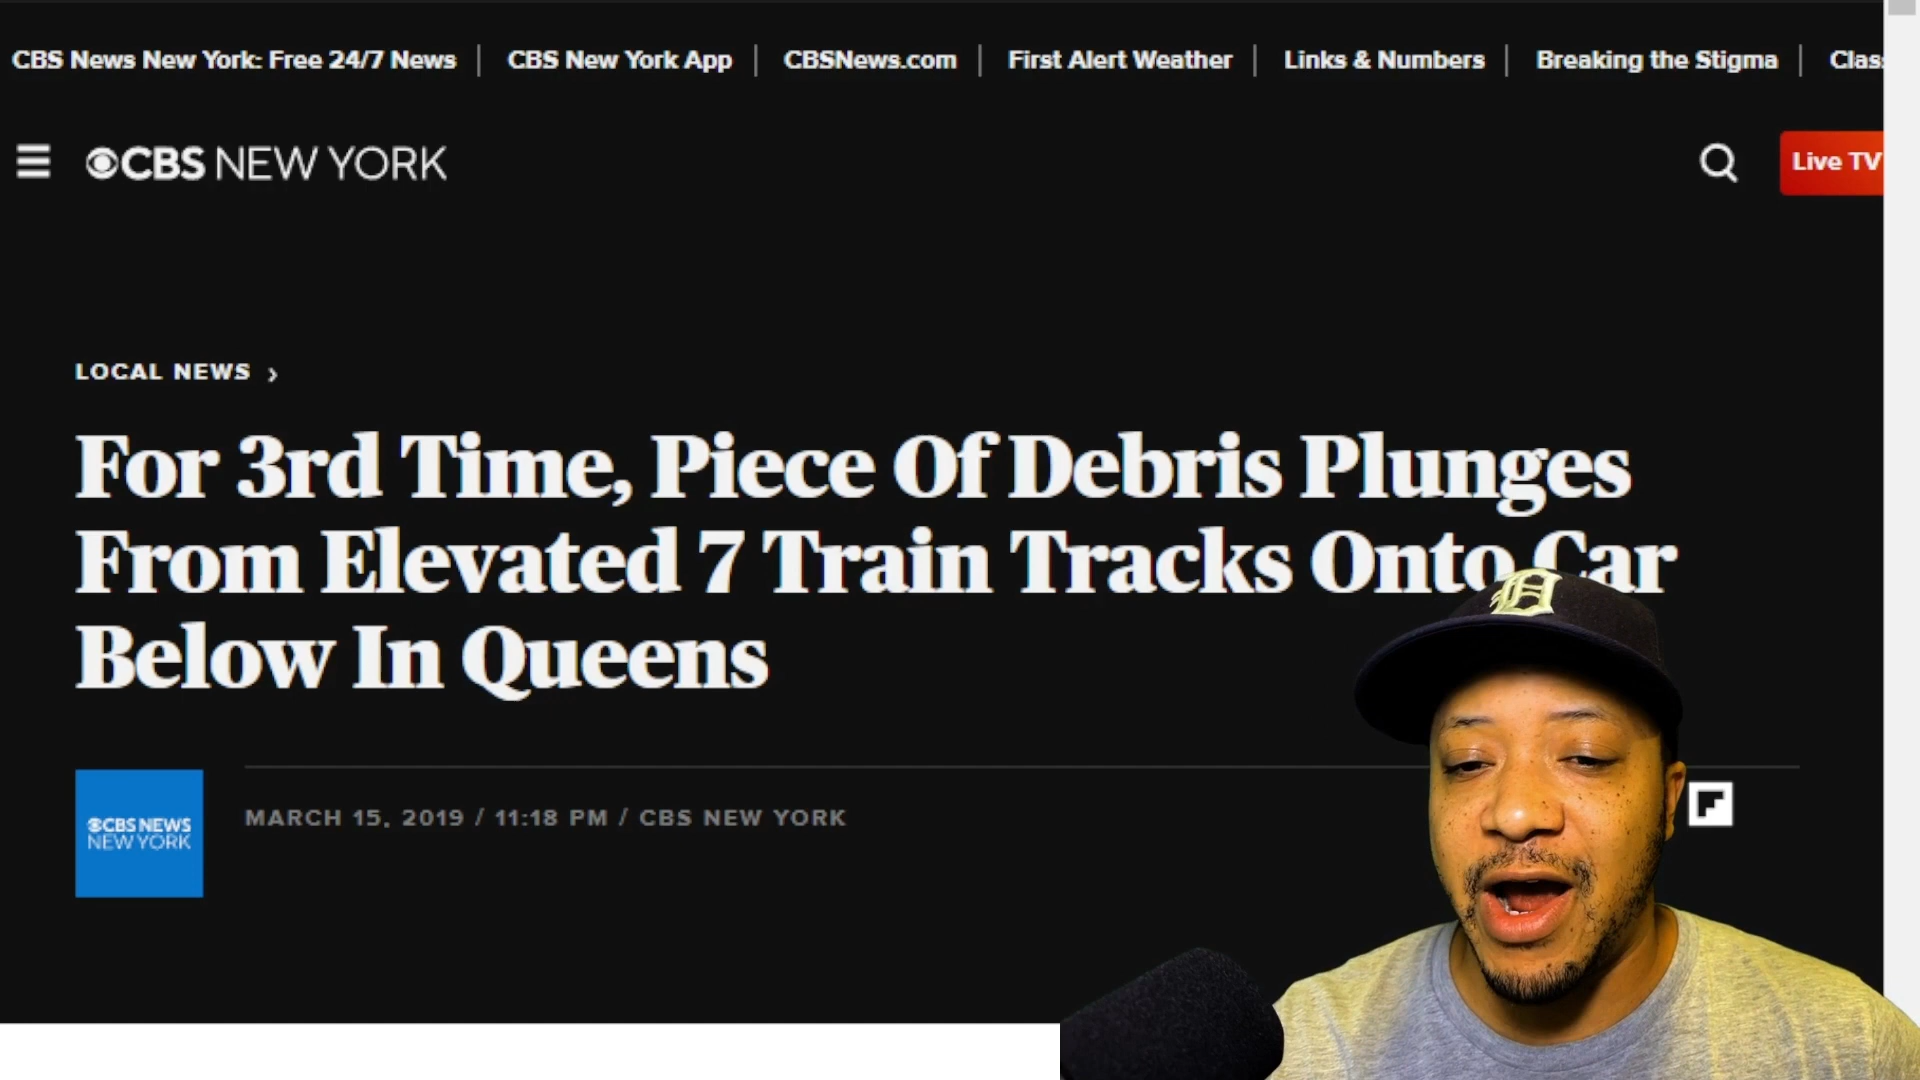 CBS News New York: Free 24/7 News | CBS New York App | CBSNews.com | First Alert Weather | Links & Numbers | Breaking the Stigma |
CBS NEW YORK
Live TV
LOCAL NEWS
For 3rd Time, Piece Of Debris Plunges
From Elevated 7 Train Tracks Onto Car
Below In Queens
CBS NEWS
NEW YORK
MARCH 15, 2019 / 11:18 PM / CBS NEW YORK
D